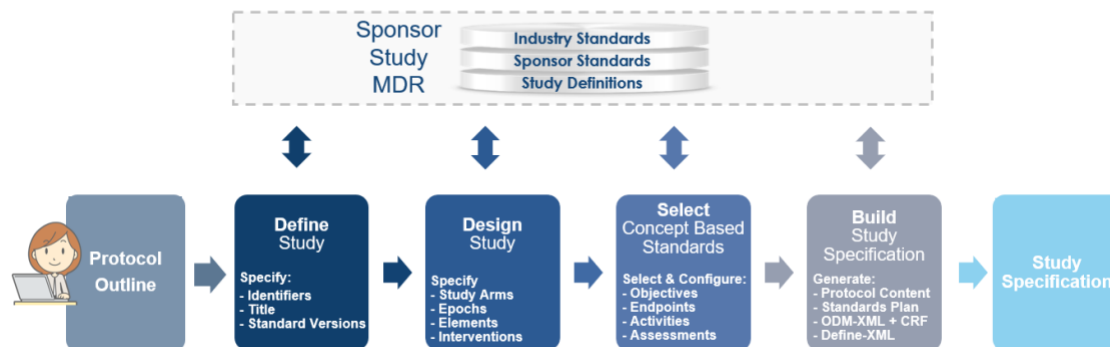 Sponsor
Study
MDR
Industry Standards
Sponsor Standards
Study Definitions
Protocol
Outline
Define
Study
Specify:
- Identifiers
- Title
- Standard Versions
Design
Study
Specify
- Study Arms
- Epochs
- Elements
- Interventions
Select
Concept Based
Standards
Select & Configure:
- Objectives
- Endpoints
- Activities
- Assessments
Build
Study
Specification
Generate:
- Protocol Content
- Standards Plan
- ODM-XML + CRF
- Define-XML
Study
Specification